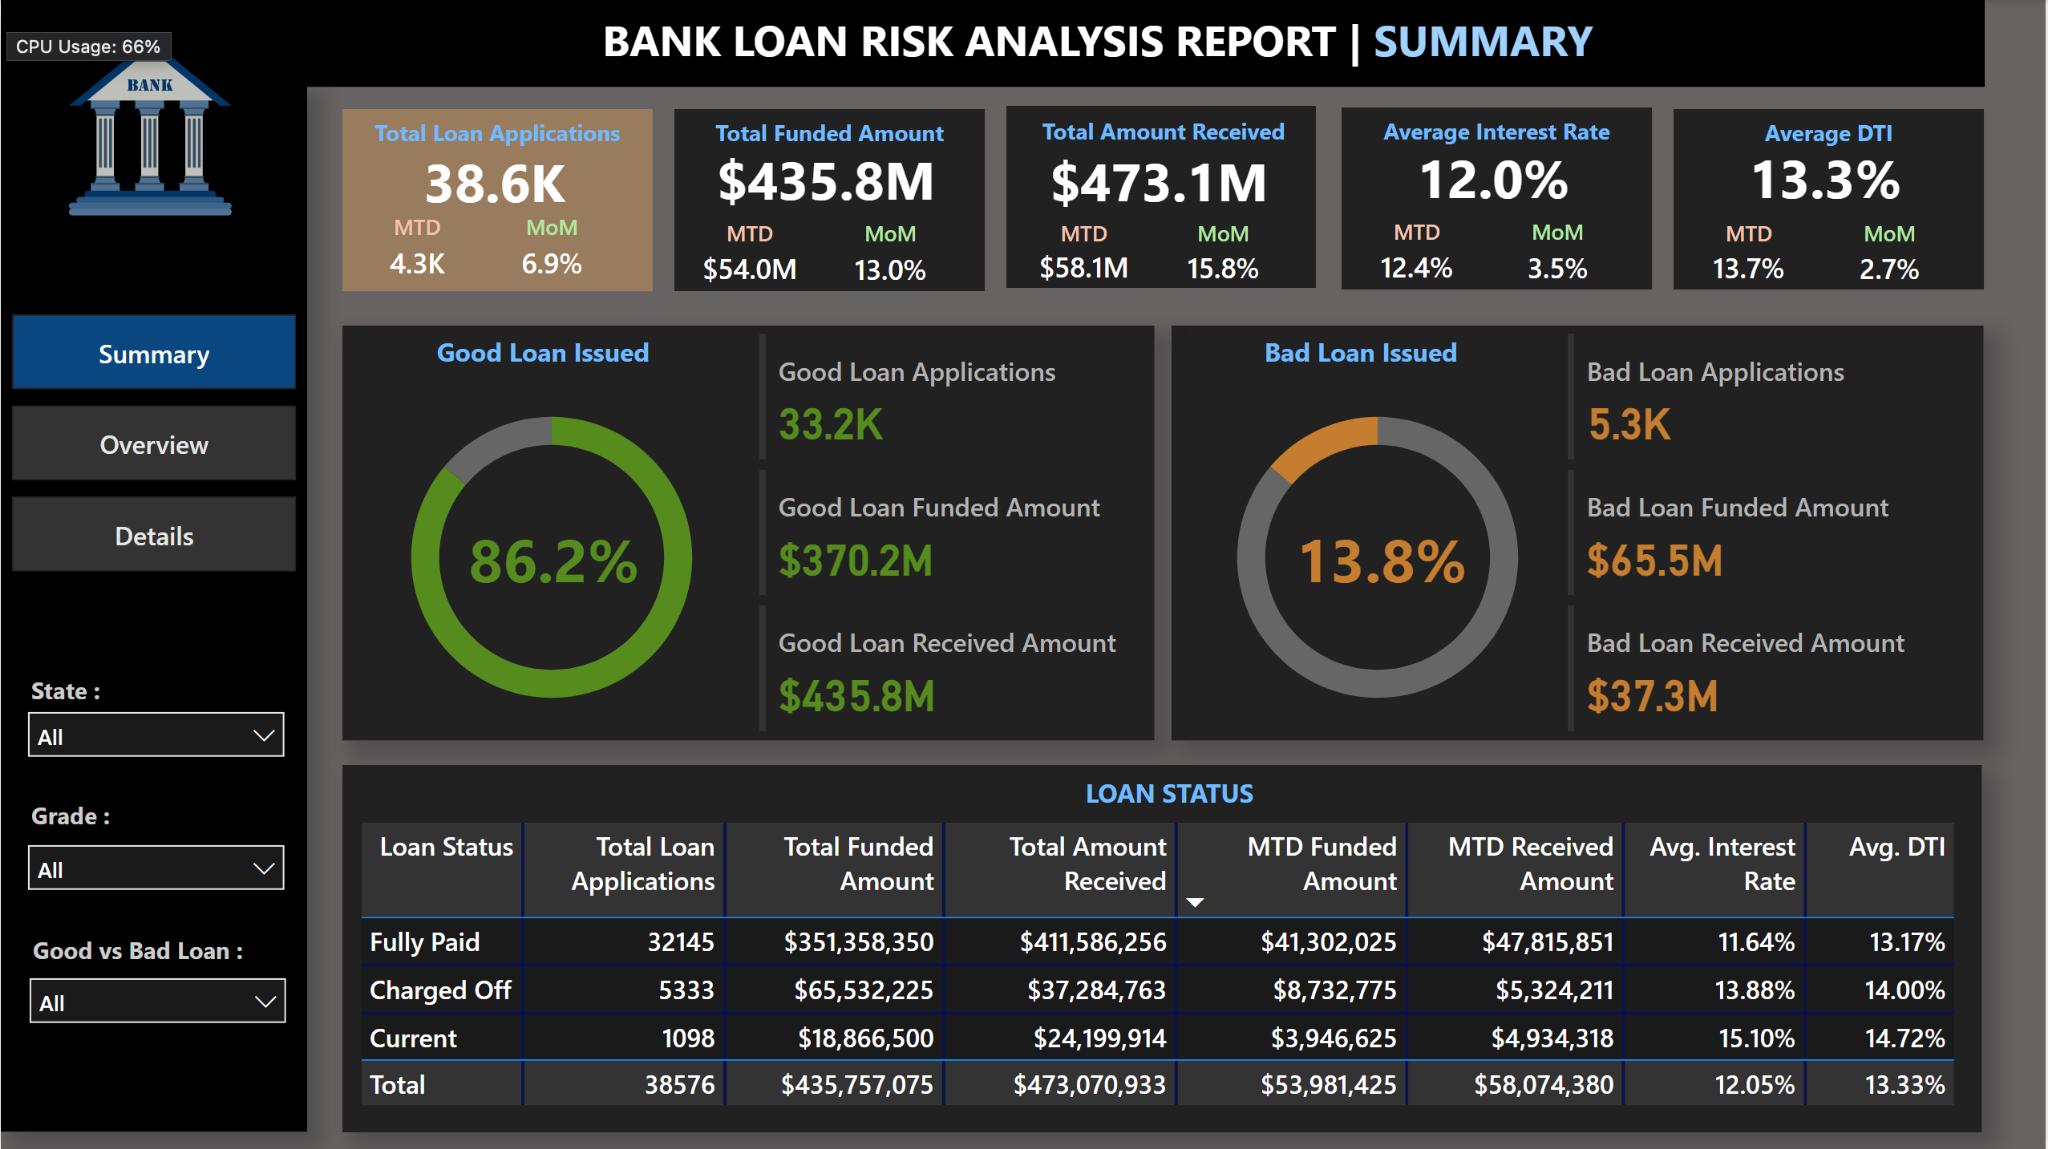 BANK LOAN RISK ANALYSIS REPORT | SUMMARY
CPU Usage: 66%
BANK
Summary
Overview
Details
State :
All
Grade :
All
Good vs Bad Loan :
All
Total Loan Applications
38.6K
MTD MoM
4.3K 6.9%
Total Funded Amount
$435.8M
MTD MoM
$54.0M 13.0%
Total Amount Received
$473.1M
MTD MoM
$58.1M 15.8%
Average Interest Rate
12.0%
MTD MoM
12.4% 3.5%
Average DTI
13.3%
MTD MoM
13.7% 2.7%
Good Loan Issued
86.2%
Good Loan Applications
33.2K
Good Loan Funded Amount
$370.2M
Good Loan Received Amount
$435.8M
Bad Loan Issued
13.8%
Bad Loan Applications
5.3K
Bad Loan Funded Amount
$65.5M
Bad Loan Received Amount
$37.3M
LOAN STATUS
Loan Status Total Loan Total Funded Total Amount MTD Funded MTD Received Avg. Interest Avg. DTI
Applications Amount Received Amount Amount Rate
Fully Paid 32145 $351,358,350 $411,586,256 $41,302,025 $47,815,851 11.64% 13.17%
Charged Off 5333 $65,532,225 $37,284,763 $8,732,775 $5,324,211 13.88% 14.00%
Current 1098 $18,866,500 $24,199,914 $3,946,625 $4,934,318 15.10% 14.72%
Total 38576 $435,757,075 $473,070,933 $53,981,425 $58,074,380 12.05% 13.33%